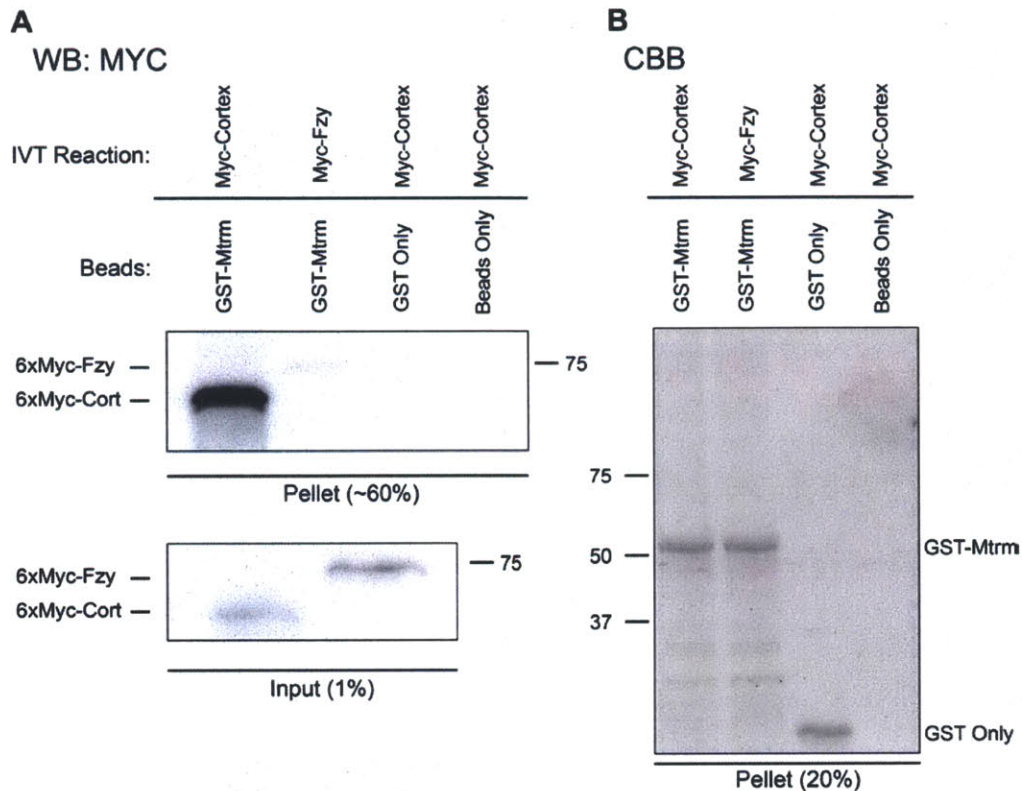 A
WB: MYC
IVT Reaction:
Myc-Cortex
Myc-Fzy
Myc-Cortex
Myc-Cortex
Beads:
GST-Mtrm
GST-Mtrm
GST Only
Beads Only
6xMyc-Fzy
75
6xMyc-Cort
Pellet (~60%)
6xMyc-Fzy
75
6xMyc-Cort
Input (1%)
B
CBB
Myc-Cortex
Myc-Fzy
Myc-Cortex
Myc-Cortex
GST-Mtrm
GST-Mtrm
GST Only
Beads Only
75
50
GST-Mtrm
37
GST Only
Pellet (20%)